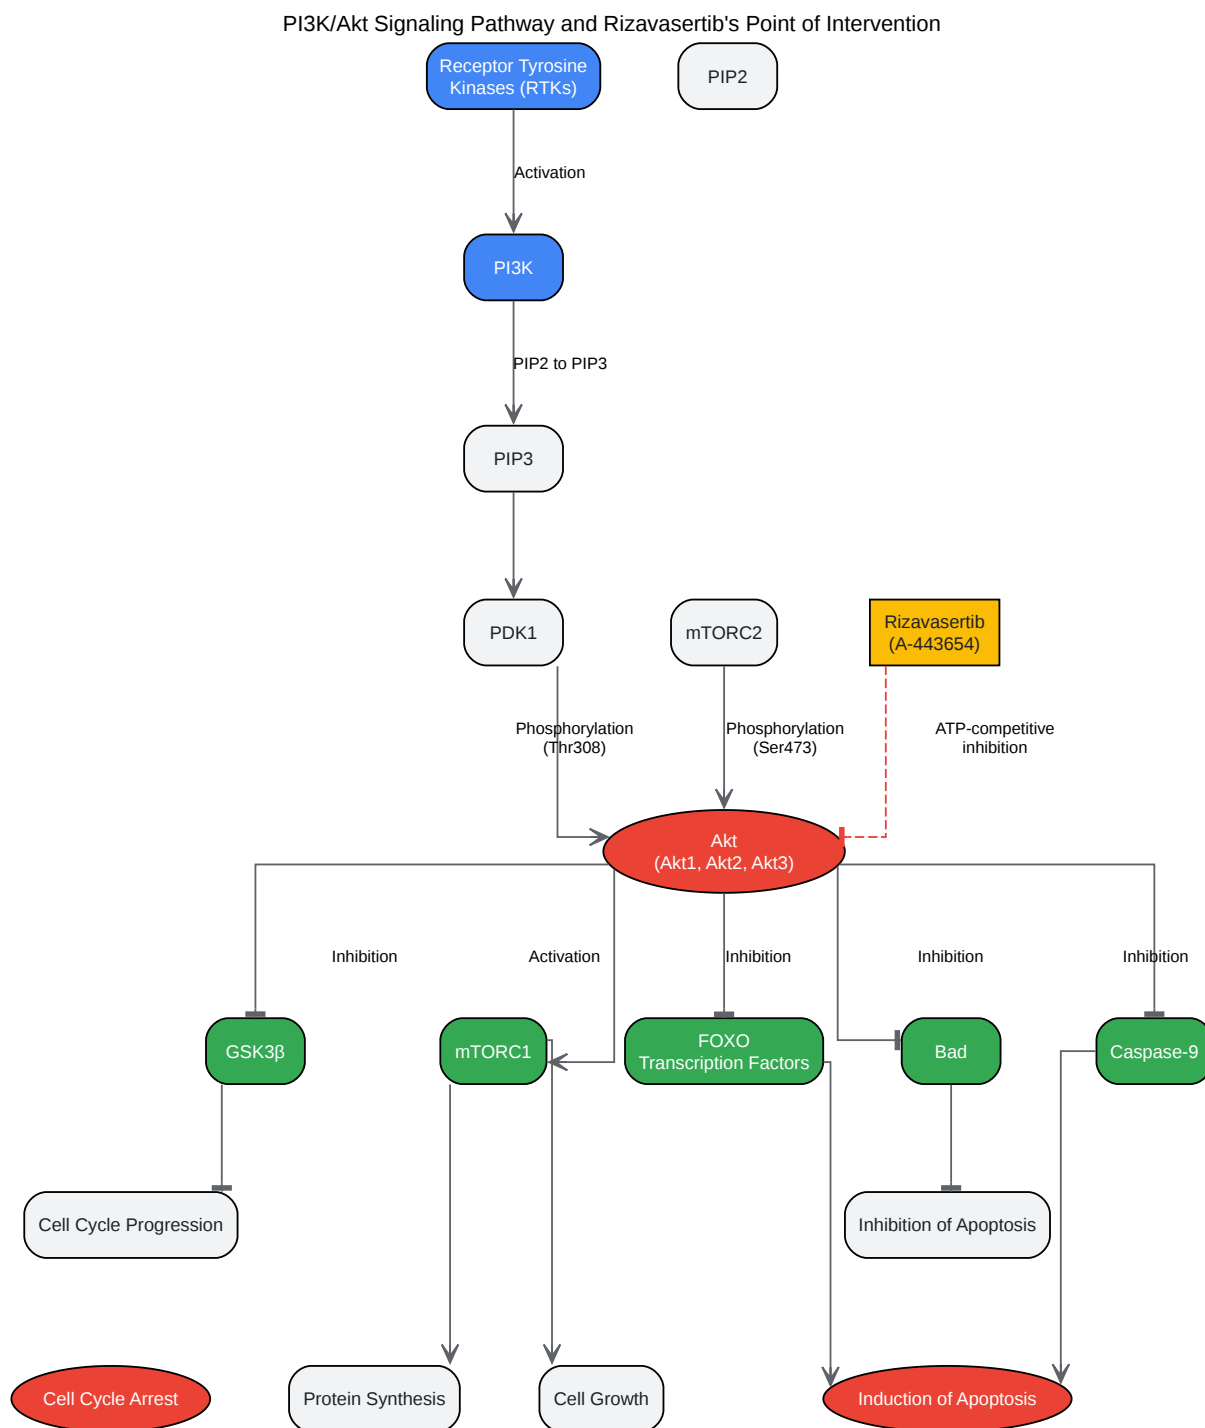 PI3K/Akt Signaling Pathway and Rizavasertib's Point of Intervention
Receptor Tyrosine
Kinases (RTKs)
PIP2
Activation
PI3K
PIP2 to PIP3
PIP3
PDK1
mTORC2
Rizavasertib
(A-443654)
Phosphorylation
(Thr308)
Phosphorylation
(Ser473)
ATP-competitive
inhibition
Akt
(Akt1, Akt2, Akt3)
Inhibition
Activation
Inhibition
Inhibition
Inhibition
GSK3β
mTORC1
FOXO
Transcription Factors
Bad
Caspase-9
Cell Cycle Progression
Inhibition of Apoptosis
Cell Cycle Arrest
Protein Synthesis
Cell Growth
Induction of Apoptosis